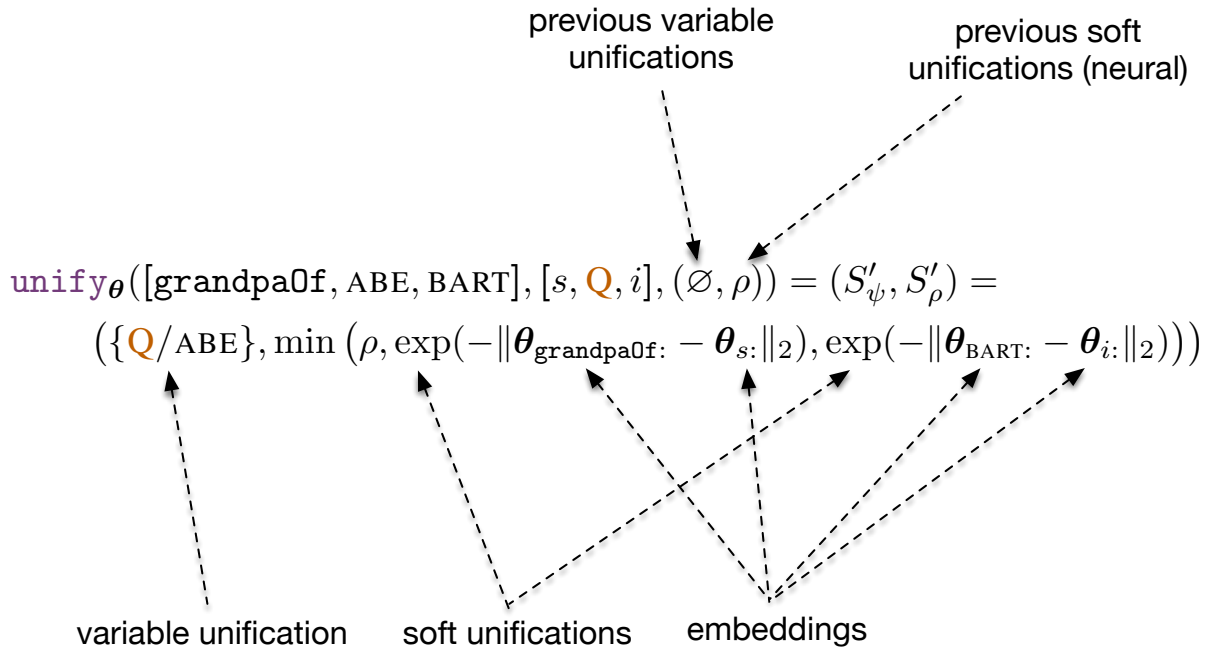 previous variable
unifications
previous soft
unifications (neural)
unify_θ([grandpaOf, ABE, BART], [s, Q, i], (∅, ρ)) = (S′_ψ, S′_ρ) =
({Q/ABE}, min (ρ, exp(−‖θ_grandpaOf: − θ_s:‖₂), exp(−‖θ_BART: − θ_i:‖₂)))
variable unification
soft unifications
embeddings